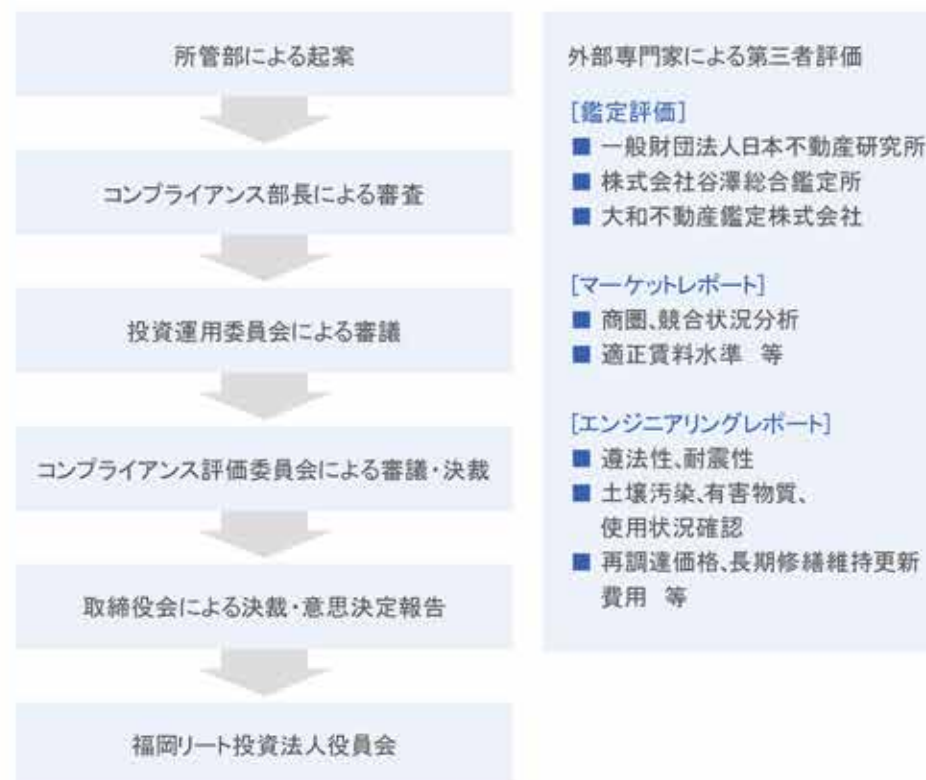 所管部による起案
コンプライアンス部長による審査
投資運用委員会による審議
コンプライアンス評価委員会による審議・決裁
取締役会による決裁・意思決定報告
福岡リート投資法人役員会
外部専門家による第三者評価
[鑑定評価]
■ 一般財団法人日本不動産研究所
■ 株式会社谷澤総合鑑定所
■ 大和不動産鑑定株式会社
[マーケットレポート]
■ 商圏、競合状況分析
■ 適正賃料水準 等
[エンジニアリングレポート]
■ 遵法性、耐震性
■ 土壌汚染、有害物質、
使用状況確認
■ 再調達価格、長期修繕維持更新
費用 等